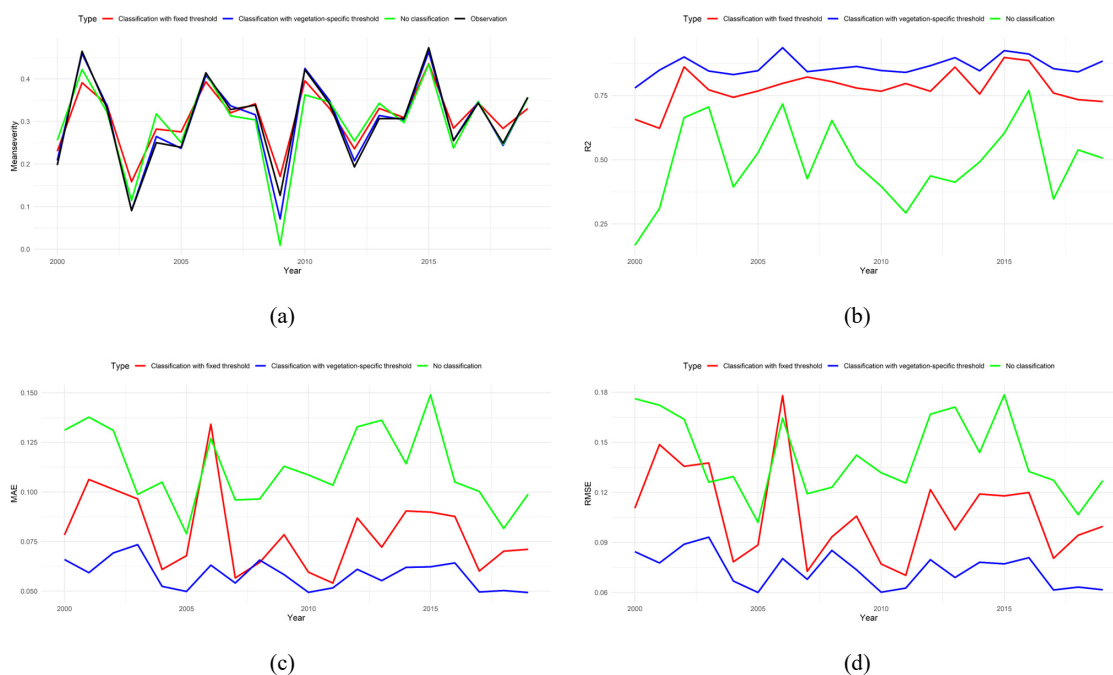 Type Classification with fixed threshold Classification with vegetation-specific threshold No classification Observation
Meanseverity
0.4
0.3
0.2
0.1
0.0
2000 2005 2010 2015
Year
(a)
Type Classification with fixed threshold Classification with vegetation-specific threshold No classification
R2
0.75
0.50
0.25
2000 2005 2010 2015
Year
(b)
Type Classification with fixed threshold Classification with vegetation-specific threshold No classification
MAE
0.150
0.125
0.100
0.075
0.050
2000 2005 2010 2015
Year
(c)
Type Classification with fixed threshold Classification with vegetation-specific threshold No classification
RMSE
0.18
0.15
0.12
0.09
0.06
2000 2005 2010 2015
Year
(d)